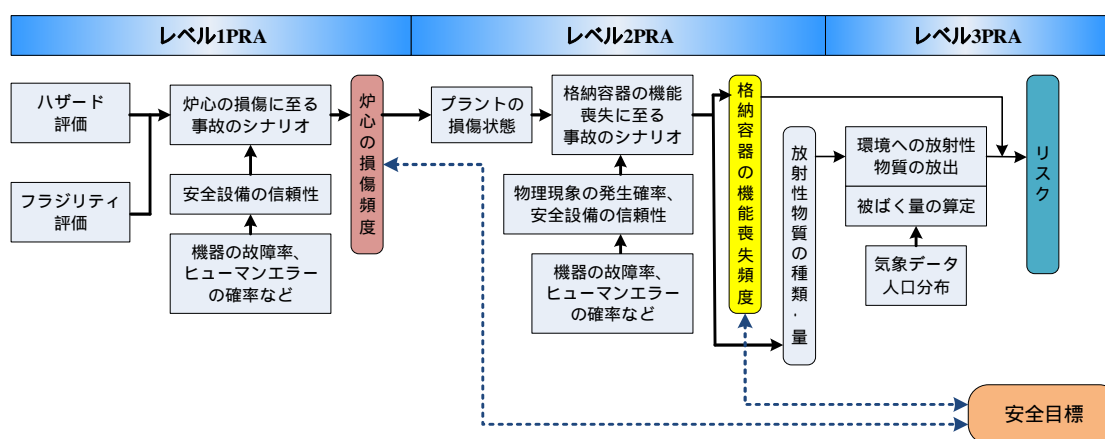 レベル1PRA
レベル2PRA
レベル3PRA
ハザード
評価
フラジリティ
評価
炉心の損傷に至る
事故のシナリオ
安全設備の信頼性
機器の故障率、
ヒューマンエラー
の確率など
炉心の損傷頻度
プラントの
損傷状態
格納容器の機能
喪失に至る
事故のシナリオ
物理現象の発生確率、
安全設備の信頼性
機器の故障率、
ヒューマンエラー
の確率など
格納容器の機能喪失頻度
放射性物質の種類・量
環境への放射性
物質の放出
被ばく量の算定
気象データ
人口分布
リスク
安全目標